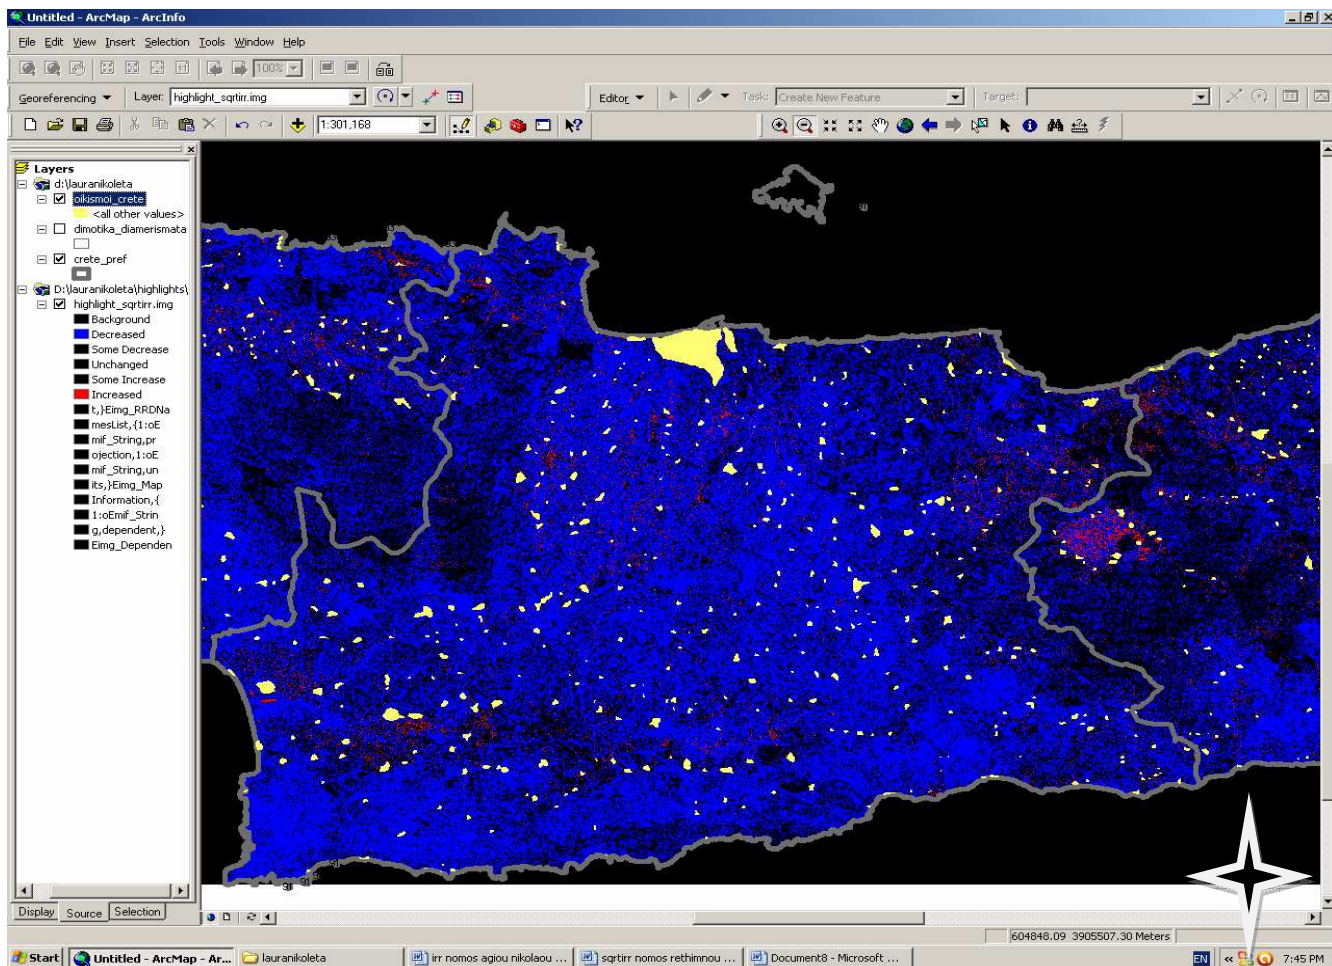 Untitled - ArcMap - ArcInfo
File Edit View Insert Selection Tools Window Help
100%
Georeferencing Layer: highlight_sqrtirr.img Editor Task: Create New Feature Target:
1:301,168
Layers
d:\lauranikoleta
oikismoi_crete
<all other values>
dimotika_diamerismata
crete_pref
D:\lauranikoleta\highlights\
highlight_sqrtirr.img
Background
Decreased
Some Decrease
Unchanged
Some Increase
Increased
t,}Eimg_RRDNa
mesList,{1:oE
mif_String,pr
ojection,1:oE
mif_String,un
its,}Eimg_Map
Information,{
1:oEmif_Strin
g,dependent,}
Eimg_Dependen
Display Source Selection
604848.09 3905507.30 Meters
Start Untitled - ArcMap - Ar... lauranikoleta irr nomos agiou nikolaou ... sqrtirr nomos rethimnou ... Document8 - Microsoft ... EN « 7:45 PM